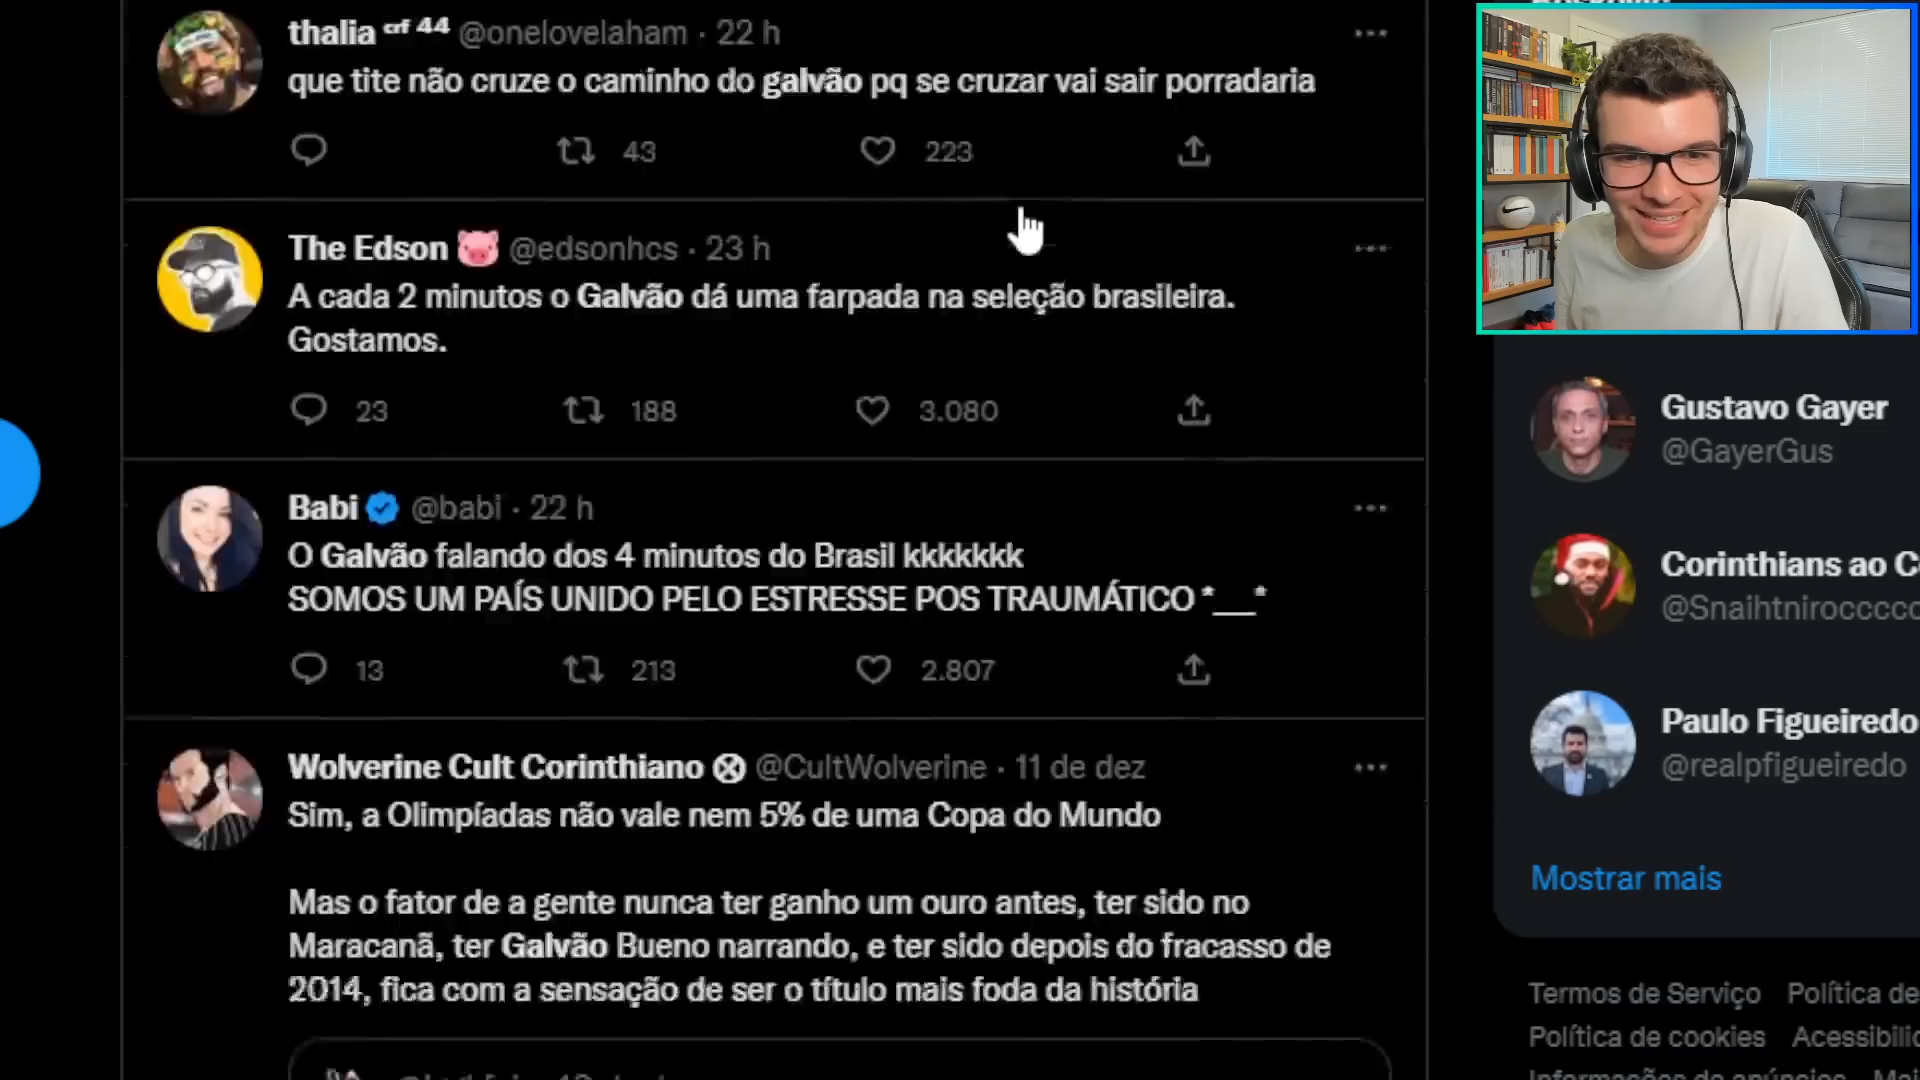 thalia ᶜʳᶠ ⁴⁴ @onelovelaham · 22 h
que tite não cruze o caminho do galvão pq se cruzar vai sair porradaria
43 223
The Edson 🐷 @edsonhcs · 23 h
A cada 2 minutos o Galvão dá uma farpada na seleção brasileira.
Gostamos.
23 188 3.080
Babi @babi · 22 h
O Galvão falando dos 4 minutos do Brasil kkkkkkk
SOMOS UM PAÍS UNIDO PELO ESTRESSE POS TRAUMÁTICO *___*
13 213 2.807
Wolverine Cult Corinthiano ⊗ @CultWolverine · 11 de dez
Sim, a Olimpíadas não vale nem 5% de uma Copa do Mundo
Mas o fator de a gente nunca ter ganho um ouro antes, ter sido no
Maracanã, ter Galvão Bueno narrando, e ter sido depois do fracasso de
2014, fica com a sensação de ser o título mais foda da história
Gustavo Gayer
@GayerGus
Corinthians ao C
@Snaihtnirocccc
Paulo Figueiredo
@realpfigueiredo
Mostrar mais
Termos de Serviço Política de
Política de cookies